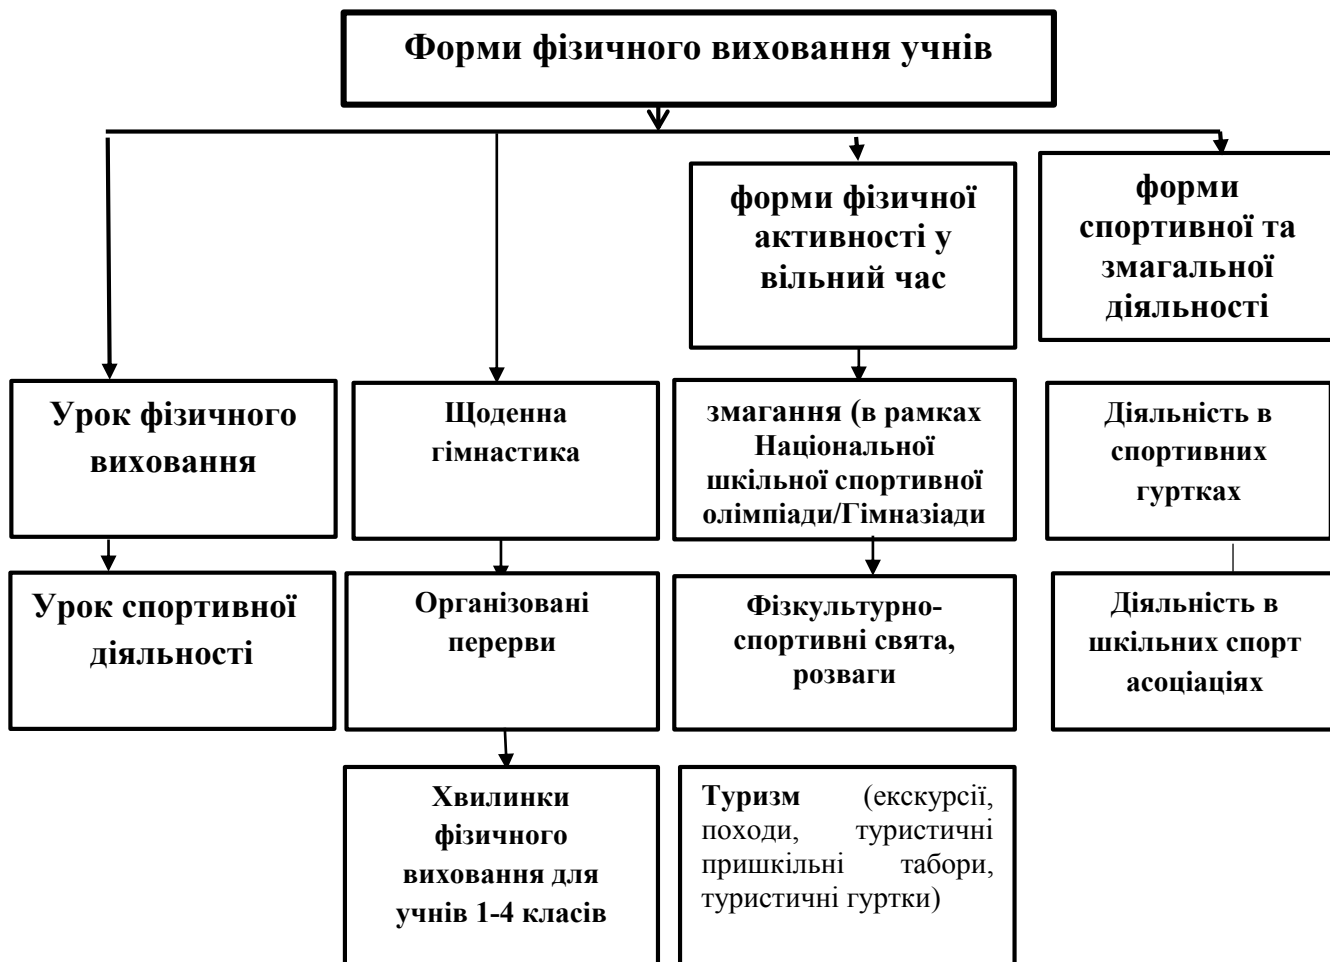 Форми фізичного виховання учнів
форми фізичної
активності у
вільний час
форми
спортивної та
змагальної
діяльності
Урок фізичного
виховання
Щоденна
гімнастика
змагання (в рамках
Національної
шкільної спортивної
олімпіади/Гімназіади
Діяльність в
спортивних
гуртках
Урок спортивної
діяльності
Організовані
перерви
Фізкультурно-
спортивні свята,
розваги
Діяльність в
шкільних спорт
асоціаціях
Хвилинки
фізичного
виховання для
учнів 1-4 класів
Туризм (екскурсії,
походи, туристичні
пришкільні табори,
туристичні гуртки)